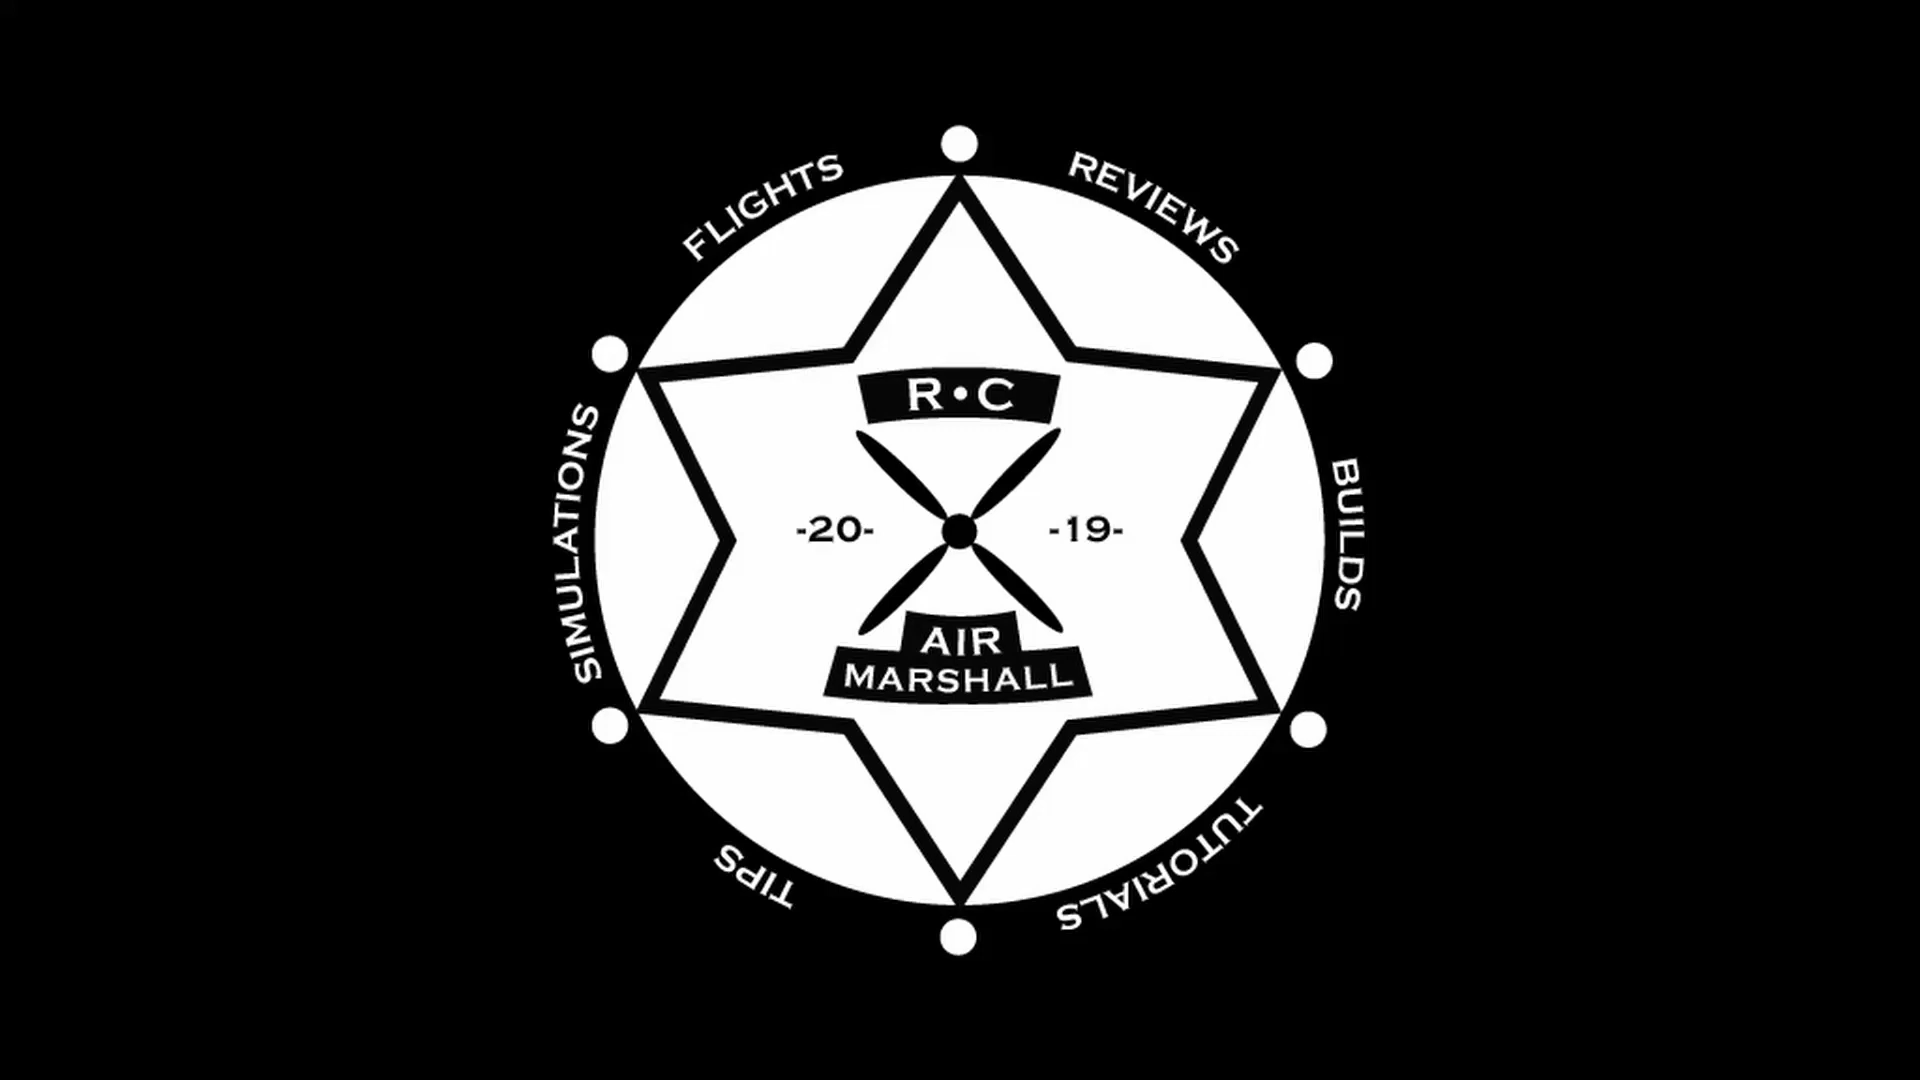 FLIGHTS
REVIEWS
BUILDS
TUTORIALS
TIPS
SIMULATIONS
R•C
-20- -19-
AIR
MARSHALL